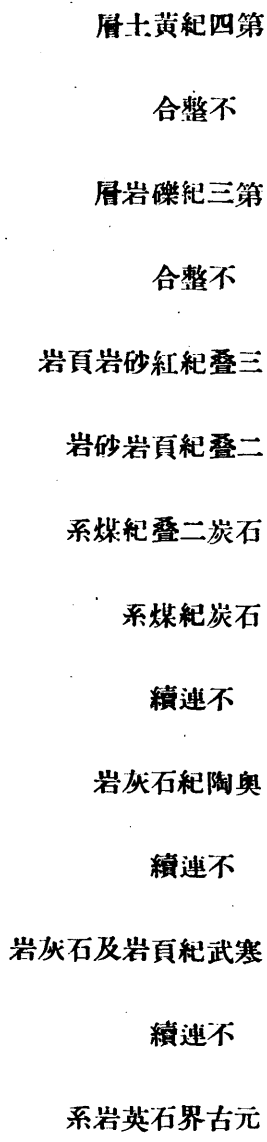 第四紀黃土層
不整合
第三紀礫岩層
不整合
三疊紀紅砂岩頁岩
二疊紀頁岩砂岩
石炭二疊紀煤系
石炭紀煤系
不連續
奧陶紀石灰岩
不連續
寒武紀頁岩及石灰岩
不連續
元古界石英岩系